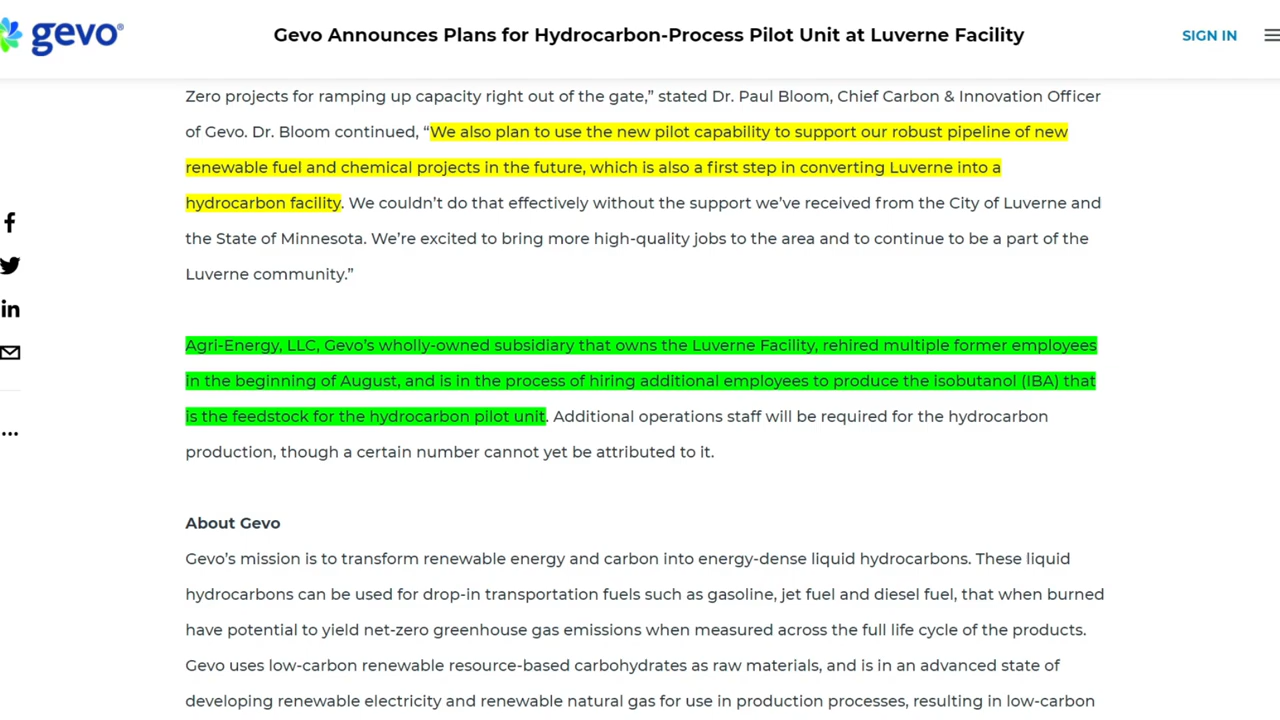 gevo®
Gevo Announces Plans for Hydrocarbon-Process Pilot Unit at Luverne Facility
SIGN IN
Zero projects for ramping up capacity right out of the gate,” stated Dr. Paul Bloom, Chief Carbon & Innovation Officer
of Gevo. Dr. Bloom continued, “We also plan to use the new pilot capability to support our robust pipeline of new
renewable fuel and chemical projects in the future, which is also a first step in converting Luverne into a
hydrocarbon facility. We couldn’t do that effectively without the support we’ve received from the City of Luverne and
the State of Minnesota. We’re excited to bring more high-quality jobs to the area and to continue to be a part of the
Luverne community.”
Agri-Energy, LLC, Gevo’s wholly-owned subsidiary that owns the Luverne Facility, rehired multiple former employees
in the beginning of August, and is in the process of hiring additional employees to produce the isobutanol (IBA) that
is the feedstock for the hydrocarbon pilot unit. Additional operations staff will be required for the hydrocarbon
production, though a certain number cannot yet be attributed to it.
About Gevo
Gevo’s mission is to transform renewable energy and carbon into energy-dense liquid hydrocarbons. These liquid
hydrocarbons can be used for drop-in transportation fuels such as gasoline, jet fuel and diesel fuel, that when burned
have potential to yield net-zero greenhouse gas emissions when measured across the full life cycle of the products.
Gevo uses low-carbon renewable resource-based carbohydrates as raw materials, and is in an advanced state of
developing renewable electricity and renewable natural gas for use in production processes, resulting in low-carbon